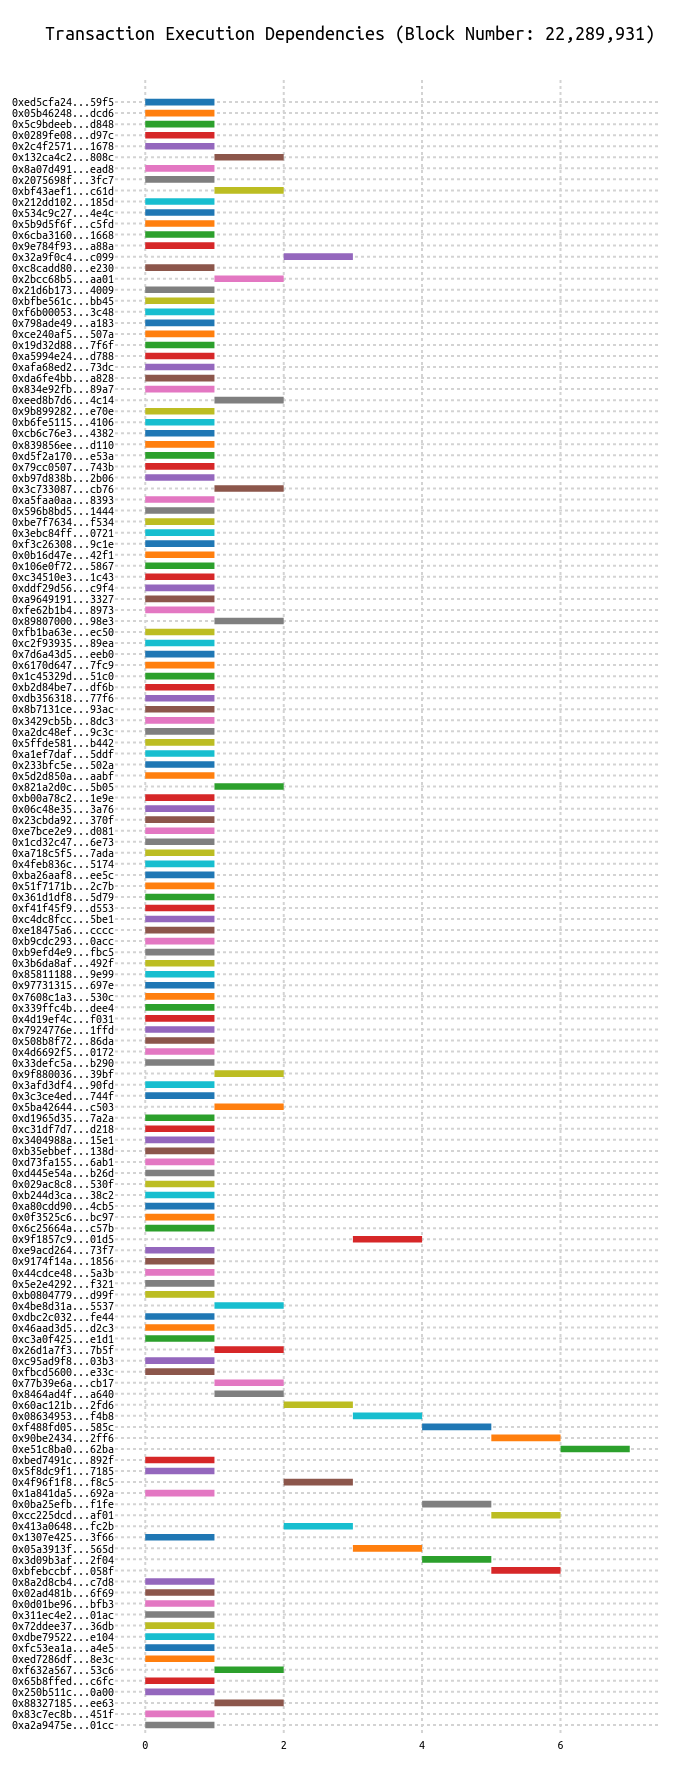 Transaction Execution Dependencies (Block Number: 22,289,931)
0xed5cfa24...59f5
0x05b46248...dcd6
0x5c9bdeeb...d848
0x0289fe08...d97c
0x2c4f2571...1678
0x132ca4c2...808c
0x8a07d491...ead8
0x2075698f...3fc7
0xbf43aef1...c61d
0x212dd102...185d
0x534c9c27...4e4c
0x5b9d5f6f...c5fd
0x6cba3160...1668
0x9e784f93...a88a
0x32a9f0c4...c099
0xc8cadd80...e230
0x2bcc68b5...aa01
0x21d6b173...4009
0xbfbe561c...bb45
0xf6b00053...3c48
0x798ade49...a183
0xce240af5...507a
0x19d32d88...7f6f
0xa5994e24...d788
0xafa68ed2...73dc
0xda6fe4bb...a828
0x834e92fb...89a7
0xeed8b7d6...4c14
0x9b899282...e70e
0xb6fe5115...4106
0xcb6c76e3...4382
0x839856ee...d110
0xd5f2a170...e53a
0x79cc0507...743b
0xb97d838b...2b06
0x3c733087...cb76
0xa5faa0aa...8393
0x596b8bd5...1444
0xbe7f7634...f534
0x3ebc84ff...0721
0xf3c26308...9c1e
0x0b16d47e...42f1
0x106e0f72...5867
0xc34510e3...1c43
0xddf29d56...c9f4
0xa9649191...3327
0xfe62b1b4...8973
0x89807000...98e3
0xfb1ba63e...ec50
0xc2f93935...89ea
0x7d6a43d5...eeb0
0x6170d647...7fc9
0x1c45329d...51c0
0xb2d84be7...df6b
0xdb356318...77f6
0x8b7131ce...93ac
0x3429cb5b...8dc3
0xa2dc48ef...9c3c
0x5ffde581...b442
0xa1ef7daf...5ddf
0x233bfc5e...502a
0x5d2d850a...aabf
0x821a2d0c...5b05
0xb00a78c2...1e9e
0x06c48e35...3a76
0x23cbda92...370f
0xe7bce2e9...d081
0x1cd32c47...6e73
0xa718c5f5...7ada
0x4feb836c...5174
0xba26aaf8...ee5c
0x51f7171b...2c7b
0x361d1df8...5d79
0xf41f45f9...d553
0xc4dc8fcc...5be1
0xe18475a6...cccc
0xb9cdc293...0acc
0xb9efd4e9...fbc5
0x3b6da8af...492f
0x85811188...9e99
0x97731315...697e
0x7608c1a3...530c
0x339ffc4b...dee4
0x4d19ef4c...f031
0x7924776e...1ffd
0x508b8f72...86da
0x4d6692f5...0172
0x33defc5a...b290
0x9f880036...39bf
0x3afd3df4...90fd
0x3c3ce4ed...744f
0x5ba42644...c503
0xd1965d35...7a2a
0xc31df7d7...d218
0x3404988a...15e1
0xb35ebbef...138d
0xd73fa155...6ab1
0xd445e54a...b26d
0x029ac8c8...530f
0xb244d3ca...38c2
0xa80cdd90...4cb5
0x0f3525c6...bc97
0x6c25664a...c57b
0x9f1857c9...01d5
0xe9acd264...73f7
0x9174f14a...1856
0x44cdce48...5a3b
0x5e2e4292...f321
0xb0804779...d99f
0x4be8d31a...5537
0xdbc2c032...fe44
0x46aad3d5...d2c3
0xc3a0f425...e1d1
0x26d1a7f3...7b5f
0xc95ad9f8...03b3
0xfbcd5600...e33c
0x77b39e6a...cb17
0x8464ad4f...a640
0x60ac121b...2fd6
0x08634953...f4b8
0xf488fd05...585c
0x90be2434...2ff6
0xe51c8ba0...62ba
0xbed7491c...892f
0x5f8dc9f1...7185
0x4f96f1f8...f8c5
0x1a841da5...692a
0x0ba25efb...f1fe
0xcc225dcd...af01
0x413a0648...fc2b
0x1307e425...3f66
0x05a3913f...565d
0x3d09b3af...2f04
0xbfebccbf...058f
0x8a2d8cb4...c7d8
0x02ad481b...6f69
0x0d01be96...bfb3
0x311ec4e2...01ac
0x72ddee37...36db
0xdbe79522...e104
0xfc53ea1a...a4e5
0xed7286df...8e3c
0xf632a567...53c6
0x65b8ffed...c6fc
0x250b511c...0a00
0x88327185...ee63
0x83c7ec8b...451f
0xa2a9475e...01cc
0 2 4 6